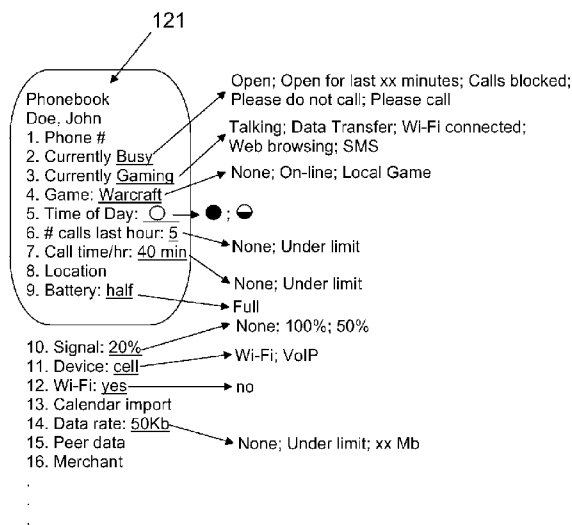 121
Phonebook
Doe, John
1. Phone #
2. Currently Busy
3. Currently Gaming
4. Game: Warcraft
5. Time of Day: ○ ● ; ◒
6. # calls last hour: 5
7. Call time/hr: 40 min
8. Location
9. Battery: half
10. Signal: 20%
11. Device: cell
12. Wi-Fi: yes
13. Calendar import
14. Data rate: 50Kb
15. Peer data
16. Merchant
.
.
.
Open; Open for last xx minutes; Calls blocked;
Please do not call; Please call
Talking; Data Transfer; Wi-Fi connected;
Web browsing; SMS
None; On-line; Local Game
None; Under limit
None; Under limit
Full
None: 100%; 50%
Wi-Fi; VoIP
no
None; Under limit; xx Mb